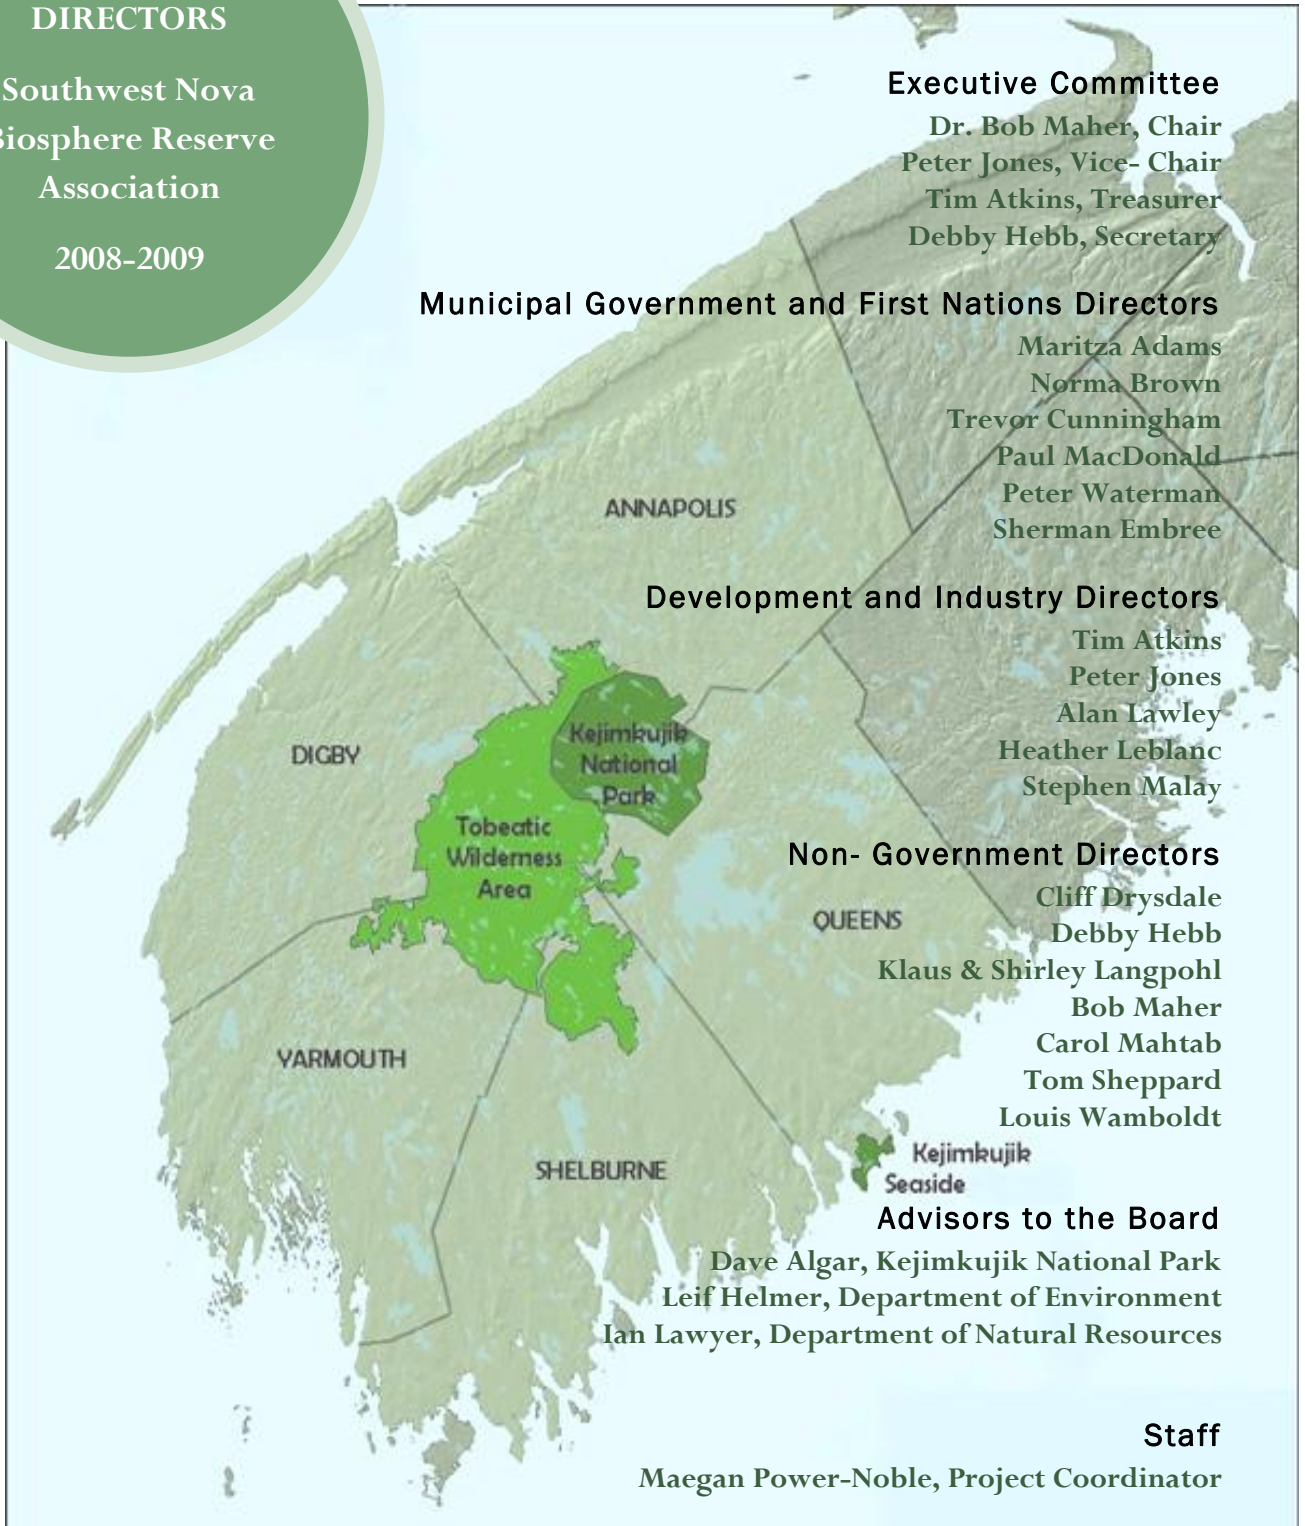 DIRECTORS
Southwest Nova
Biosphere Reserve
Association
2008-2009
Executive Committee
Dr. Bob Maher, Chair
Peter Jones, Vice- Chair
Tim Atkins, Treasurer
Debby Hebb, Secretary
Municipal Government and First Nations Directors
Maritza Adams
Norma Brown
Trevor Cunningham
Paul MacDonald
Peter Waterman
Sherman Embree
ANNAPOLIS
Development and Industry Directors
Tim Atkins
Peter Jones
Alan Lawley
Heather Leblanc
Stephen Malay
Kejimkujik
National
Park
DIGBY
Tobeatic
Wilderness
Area
Non- Government Directors
Cliff Drysdale
Debby Hebb
Klaus & Shirley Langpohl
Bob Maher
Carol Mahtab
Tom Sheppard
Louis Wamboldt
QUEENS
YARMOUTH
SHELBURNE
Kejimkujik
Seaside
Advisors to the Board
Dave Algar, Kejimkujik National Park
Leif Helmer, Department of Environment
Ian Lawyer, Department of Natural Resources
Staff
Maegan Power-Noble, Project Coordinator